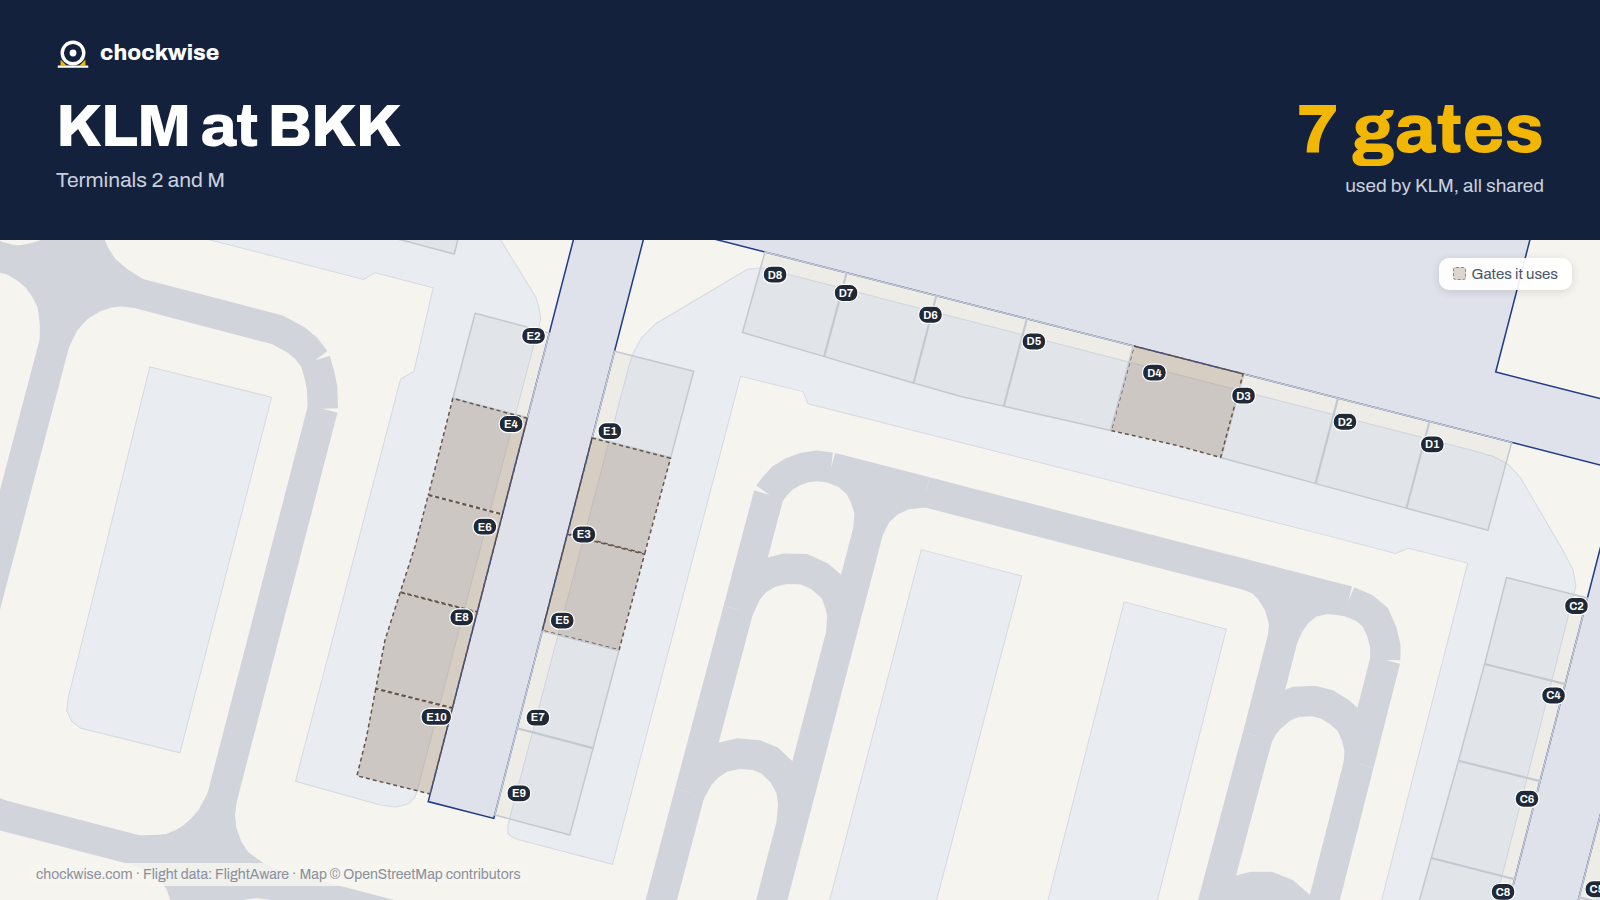 chockwise
KLM at BKK
Terminals 2 and M
7 gates
used by KLM, all shared
Gates it uses
D8
D7
D6
D5
D4
D3
D2
D1
E2
E4
E1
E6
E3
E8
E5
E10
E7
E9
C2
C4
C6
C8
chockwise.com · Flight data: FlightAware · Map © OpenStreetMap contributors